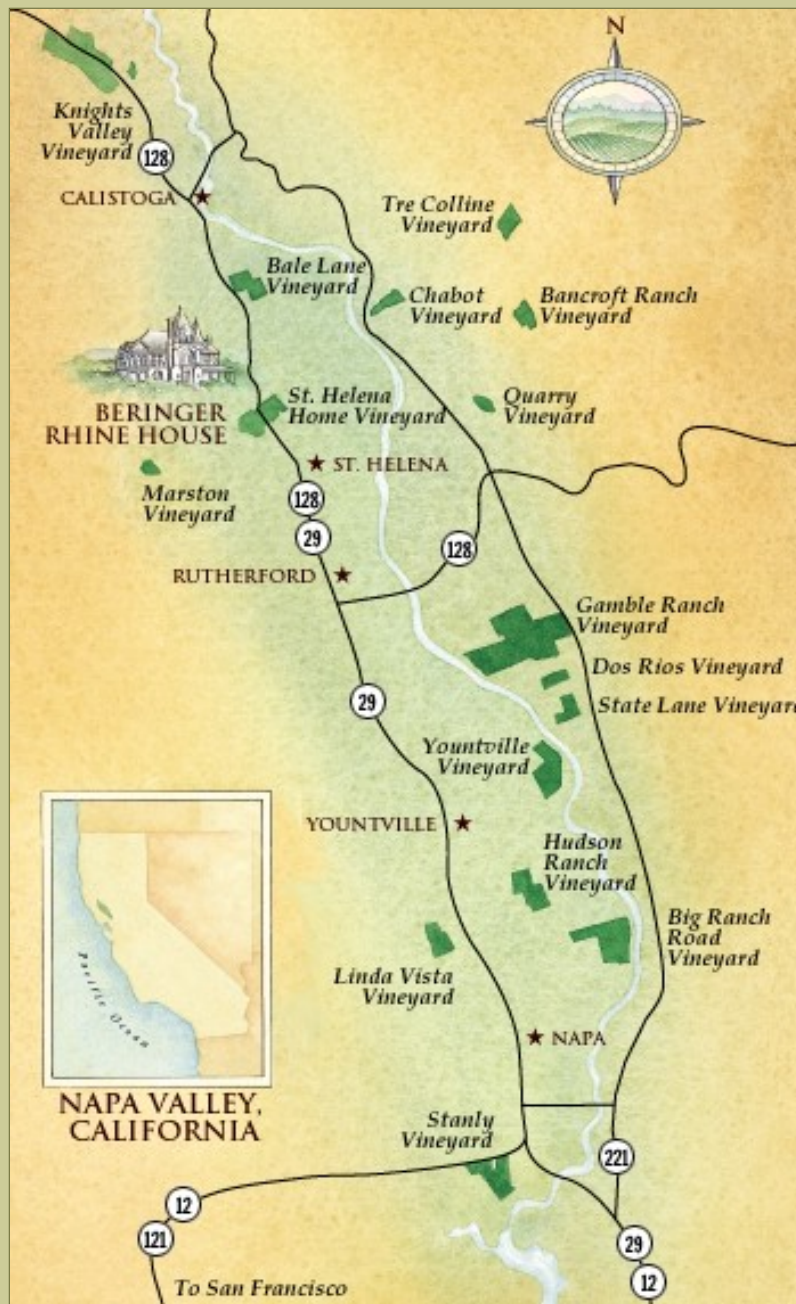 N
Knights
Valley
Vineyard
128
CALISTOGA
Tre Colline
Vineyard
Bale Lane
Vineyard
Chabot
Vineyard
Bancroft Ranch
Vineyard
BERINGER
RHINE HOUSE
St. Helena
Home Vineyard
Quarry
Vineyard
ST. HELENA
Marston
Vineyard
128
29
128
RUTHERFORD
Gamble Ranch
Vineyard
Dos Rios Vineyard
29
State Lane Vineyard
Yountville
Vineyard
YOUNTVILLE
Hudson
Ranch
Vineyard
Big Ranch
Road
Vineyard
Linda Vista
Vineyard
Pacific Ocean
NAPA
NAPA VALLEY,
CALIFORNIA
Stanly
Vineyard
221
12
121
29
12
To San Francisco